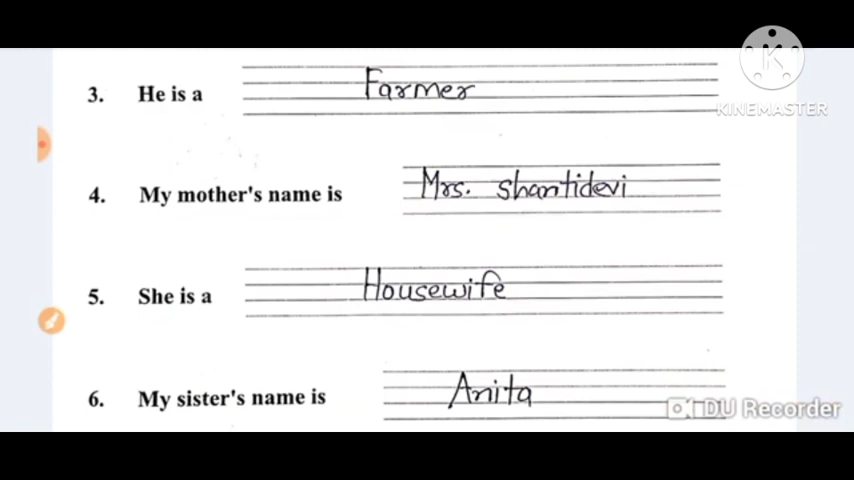 3. He is a Farmer
KINEMASTER
4. My mother's name is Mrs. Shantidevi
5. She is a Housewife
6. My sister's name is Anita
DU Recorder